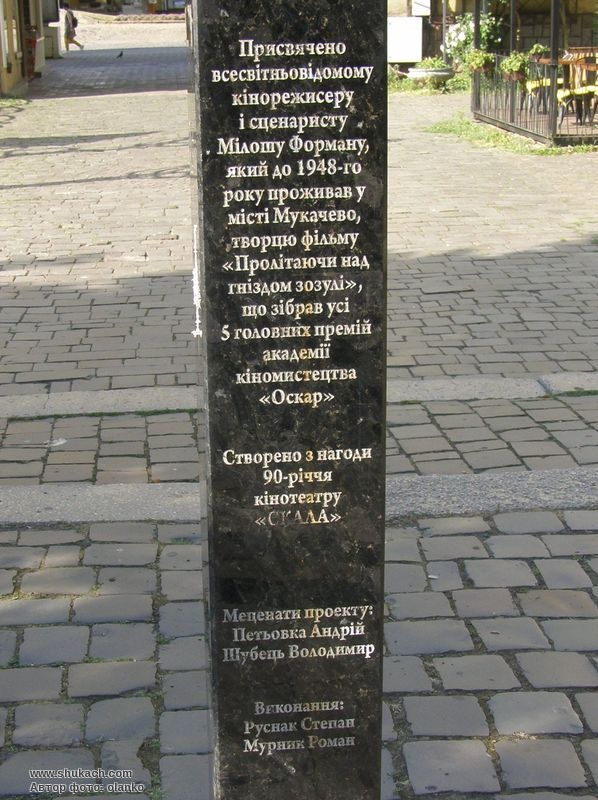 Присвячено
всесвітньовідомому
кінорежисеру
і сценаристу
Мілошу Форману,
який до 1948-го
року проживав у
місті Мукачево,
творцю фільму
«Пролітаючи над
гніздом зозулі»,
що зібрав усі
5 головних премій
академії
кіномистецтва
«Оскар»
Створено з нагоди
90-річчя
кінотеатру
«СКАЛА»
Меценати проекту:
Петьовка Андрій
Шубець Володимир
Виконання:
Руснак Степан
Мурник Роман
www.shukach.com
Автор фото: olanko